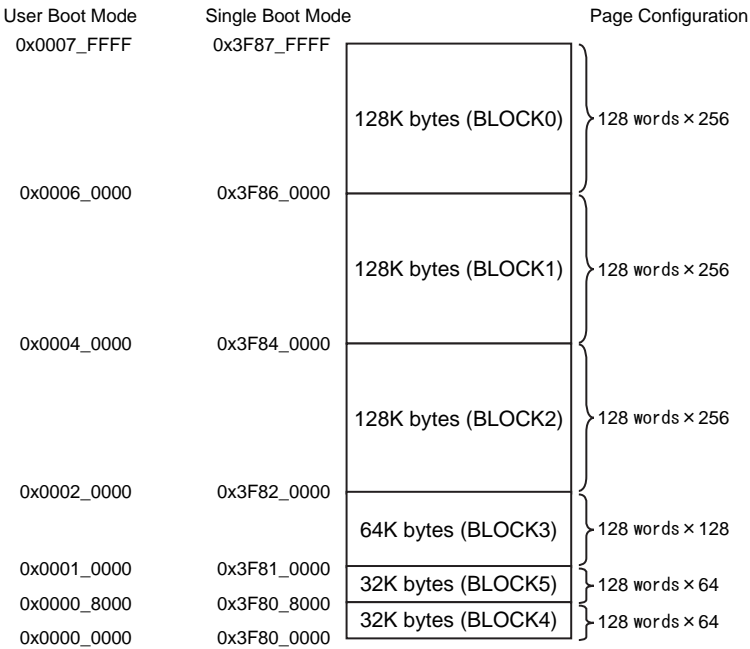 User Boot Mode Single Boot Mode Page Configuration
0x0007_FFFF 0x3F87_FFFF
128K bytes (BLOCK0) 128 words×256
0x0006_0000 0x3F86_0000
128K bytes (BLOCK1) 128 words×256
0x0004_0000 0x3F84_0000
128K bytes (BLOCK2) 128 words×256
0x0002_0000 0x3F82_0000
64K bytes (BLOCK3) 128 words×128
0x0001_0000 0x3F81_0000
32K bytes (BLOCK5) 128 words×64
0x0000_8000 0x3F80_8000
32K bytes (BLOCK4) 128 words×64
0x0000_0000 0x3F80_0000